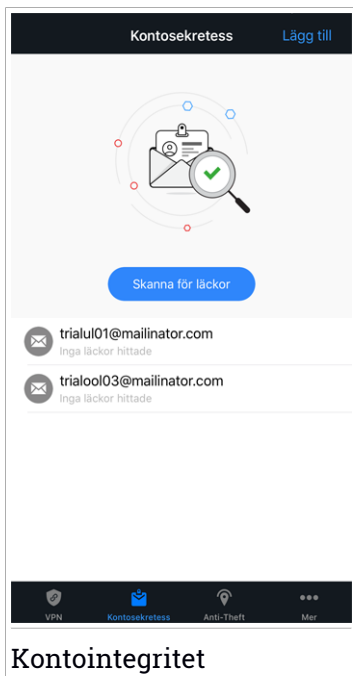 Kontosekretess Lägg till
Skanna för läckor
trialul01@mailinator.com
Inga läckor hittade
trialool03@mailinator.com
Inga läckor hittade
VPN Kontosekretess Anti-Theft Mer
Kontointegritet